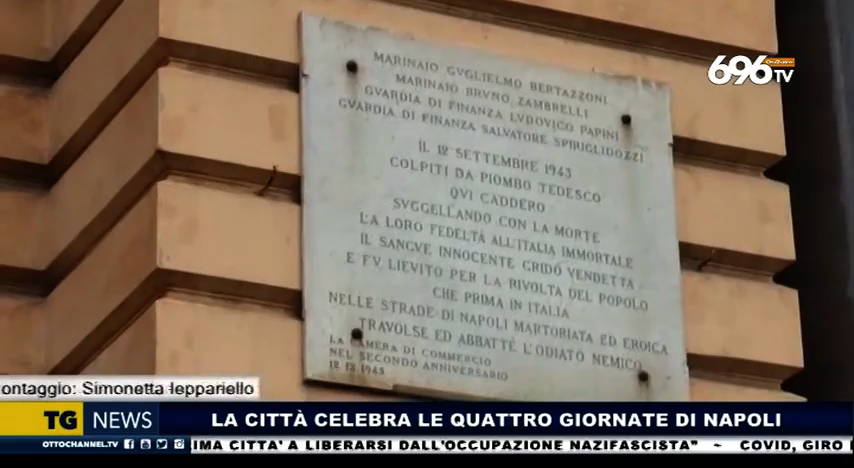 696
OttoChannel
TV
MARINAIO GVGLIELMO BERTAZZONI
MARINAIO BRVNO ZAMBRELLI
GVARDIA DI FINANZA LVDOVICO PAPINI
GVARDIA DI FINANZA SALVATORE SPIRIGLIOZZI
IL 12 SETTEMBRE 1943
COLPITI DA PIOMBO TEDESCO
QVI CADDERO
SVGGELLANDO CON LA MORTE
LA LORO FEDELTÀ ALL'ITALIA IMMORTALE
IL SANGVE INNOCENTE GRIDÒ VENDETTA
E FV LIEVITO PER LA RIVOLTA DEL POPOLO
CHE PRIMA IN ITALIA
NELLE STRADE DI NAPOLI MARTORIATA ED EROICA
TRAVOLSE ED ABBATTÉ L'ODIATO NEMICO
LA CAMERA DI COMMERCIO
NEL SECONDO ANNIVERSARIO
12 IX 1945
ontaggio: Simonetta Ieppariello
TG NEWS LA CITTÀ CELEBRA LE QUATTRO GIORNATE DI NAPOLI
OTTOCHANNEL.TV IMA CITTA' A LIBERARSI DALL'OCCUPAZIONE NAZIFASCISTA" ~ COVID, GIRO